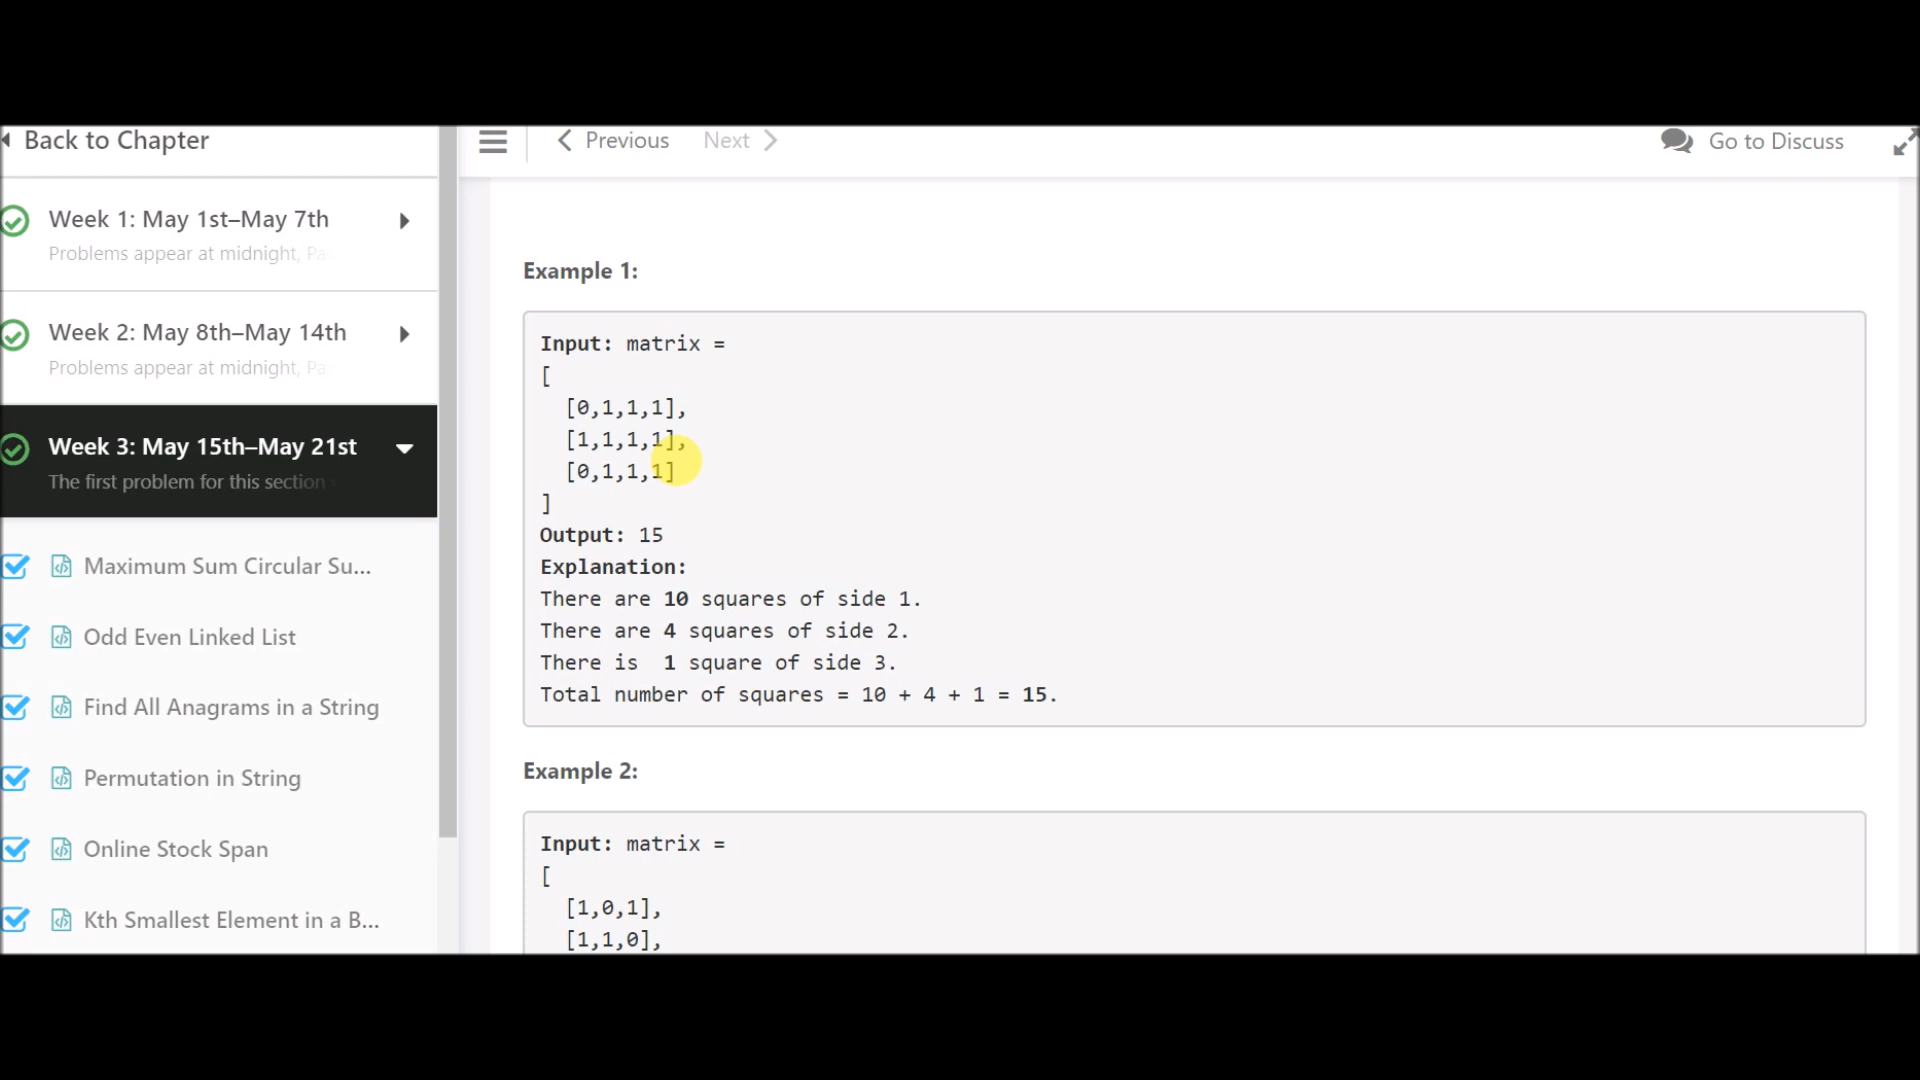 Back to Chapter
Previous
Next
Go to Discuss
Week 1: May 1st–May 7th
Problems appear at midnight,
Week 2: May 8th–May 14th
Problems appear at midnight,
Week 3: May 15th–May 21st
The first problem for this section
Maximum Sum Circular Su...
Odd Even Linked List
Find All Anagrams in a String
Permutation in String
Online Stock Span
Kth Smallest Element in a B...
Example 1:
Input: matrix =
[
[0,1,1,1],
[1,1,1,1],
[0,1,1,1]
]
Output: 15
Explanation:
There are 10 squares of side 1.
There are 4 squares of side 2.
There is  1 square of side 3.
Total number of squares = 10 + 4 + 1 = 15.
Example 2:
Input: matrix =
[
[1,0,1],
[1,1,0],